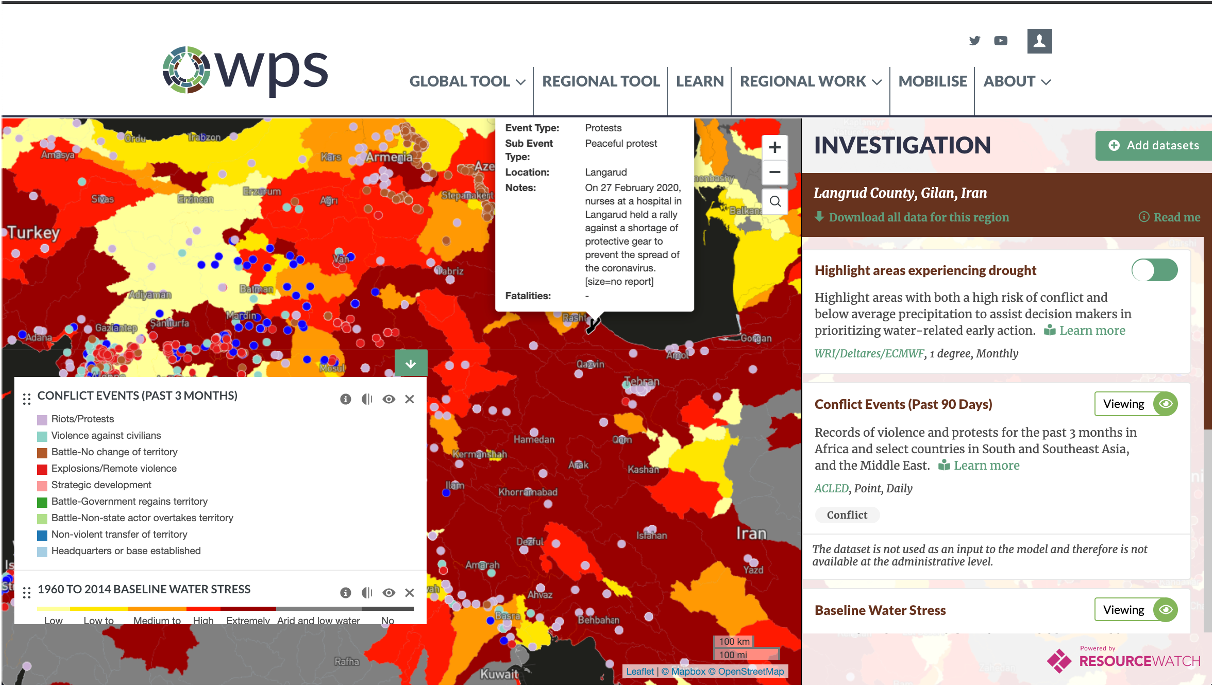 wps
GLOBAL TOOL
REGIONAL TOOL
LEARN
REGIONAL WORK
MOBILISE
ABOUT
Event Type: Protests
Sub Event Type: Peaceful protest
Location: Langarud
Notes: On 27 February 2020,
nurses at a hospital in
Langarud held a rally
against a shortage of
protective gear to
prevent the spread of
the coronavirus.
[size=no report]
Fatalities: -
+
−
Ordu
Trabzon
Amasya
Kars
Armenia
Aze
Stepanakert
Sivas
Erzincan
Erzurum
Agri
Turkey
Van
Tabriz
Adiyaman
Batman
Mardin
Gaziantep
Şanlıurfa
Adana
Rasht
Balkan
Gorgan
Amol
Qazvin
Tehran
Hamedan
Qom
Kermanshah
Arak
Kashan
Ilam
Khorramabad
Iran
Dezful
Isfahan
Amarah
Yazd
Ahvaz
Basra
Behbahan
Rafha
Kuwait
100 km
100 mi
Leaflet | © Mapbox © OpenStreetMap
CONFLICT EVENTS (PAST 3 MONTHS)
Riots/Protests
Violence against civilians
Battle-No change of territory
Explosions/Remote violence
Strategic development
Battle-Government regains territory
Battle-Non-state actor overtakes territory
Non-violent transfer of territory
Headquarters or base established
1960 TO 2014 BASELINE WATER STRESS
Low Low to Medium to High Extremely Arid and low water No
INVESTIGATION
Add datasets
Langrud County, Gilan, Iran
Download all data for this region
Read me
Highlight areas experiencing drought
Highlight areas with both a high risk of conflict and
below average precipitation to assist decision makers in
prioritizing water-related early action. Learn more
WRI/Deltares/ECMWF, 1 degree, Monthly
Conflict Events (Past 90 Days)
Viewing
Records of violence and protests for the past 3 months in
Africa and select countries in South and Southeast Asia,
and the Middle East. Learn more
ACLED, Point, Daily
Conflict
The dataset is not used as an input to the model and therefore is not
available at the administrative level.
Baseline Water Stress
Viewing
Powered by
RESOURCEWATCH